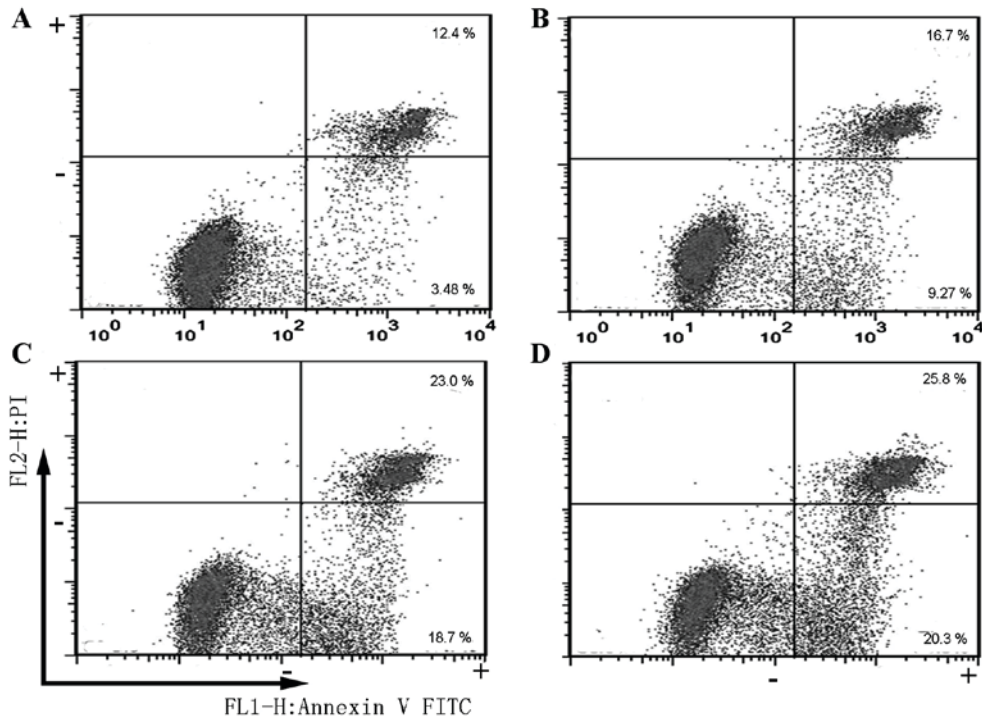 A
+
12.4 %
-
3.48 %
10⁰ 10¹ 10² 10³ 10⁴
B
16.7 %
9.27 %
10⁰ 10¹ 10² 10³ 10⁴
C
+
23.0 %
-
18.7 %
- +
D
25.8 %
20.3 %
- +
FL2-H:PI
FL1-H:Annexin V FITC